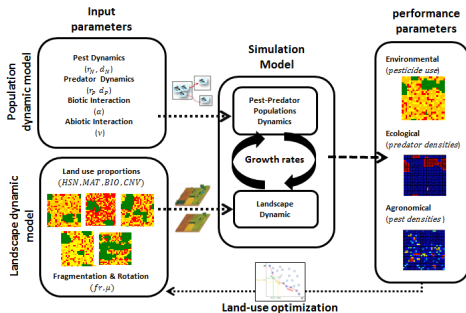 Input
parameters
performance
parameters
Population
dynamic model
Pest Dynamics
(r_H, d_H)
Predator Dynamics
(r_P d_P)
Biotic Interaction
(α)
Abiotic Interaction
(ν)
Simulation
Model
Pest-Predator
Populations
Dynamics
Growth rates
Landscape
Dynamic
Environmental
(pesticide use)
Ecological
(predator densities)
Agronomical
(pest densities)
Landscape dynamic
model
Land use proportions
(HSN,MAT,BIO,CNV)
Fragmentation & Rotation
(fr,μ)
Land-use optimization